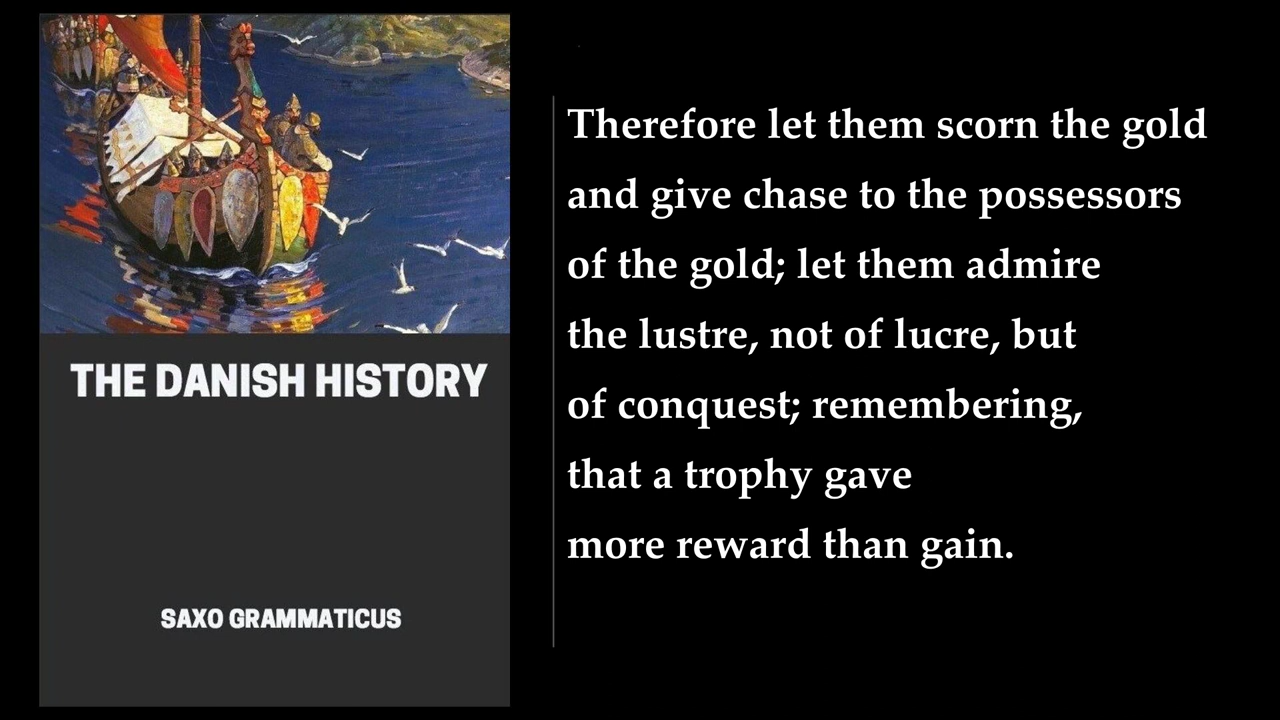 THE DANISH HISTORY
SAXO GRAMMATICUS
Therefore let them scorn the gold
and give chase to the possessors
of the gold; let them admire
the lustre, not of lucre, but
of conquest; remembering,
that a trophy gave
more reward than gain.